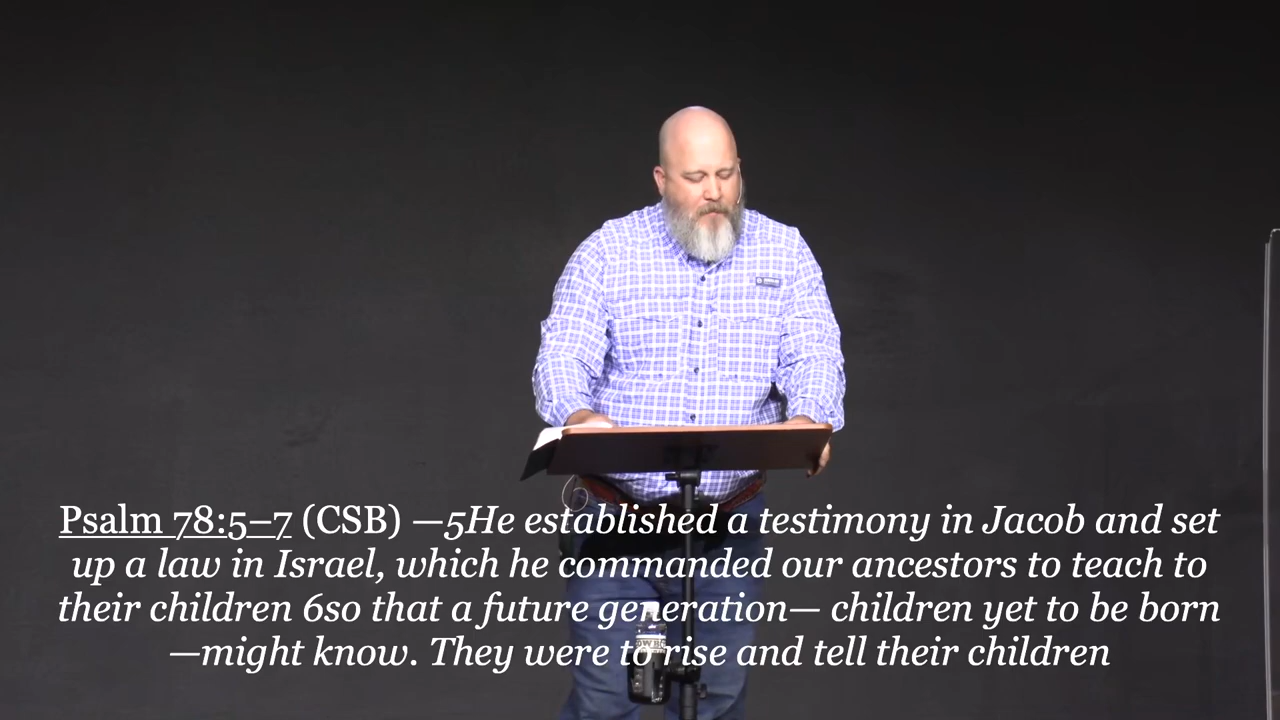 Psalm 78:5–7 (CSB) —5He established a testimony in Jacob and set
up a law in Israel, which he commanded our ancestors to teach to
their children 6so that a future generation— children yet to be born
—might know. They were to rise and tell their children